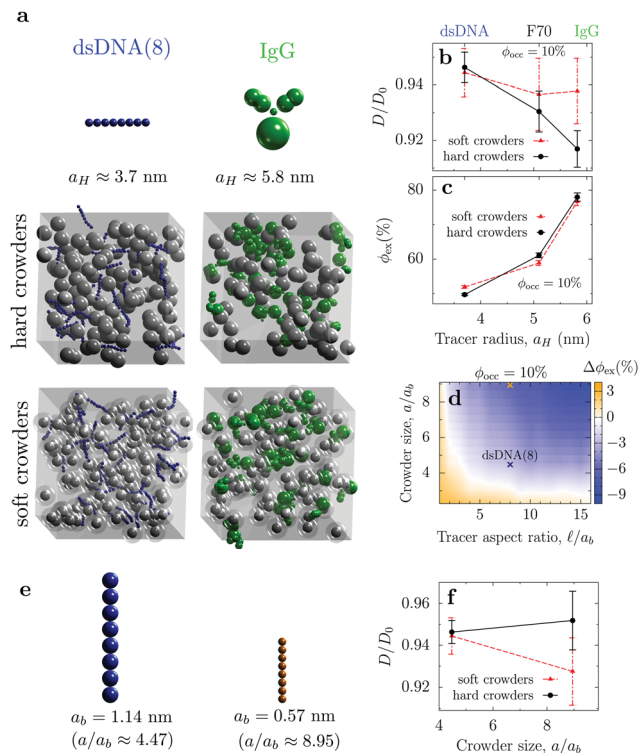 a
dsDNA(8)
IgG
a_H ≈ 3.7 nm
a_H ≈ 5.8 nm
hard crowders
soft crowders
dsDNA
F70
IgG
b
ϕ_occ = 10%
0.94
0.92
D/D_0
soft crowders
hard crowders
c
80
60
ϕ_ex(%)
soft crowders
hard crowders
ϕ_occ = 10%
3
4
5
6
Tracer radius, a_H (nm)
ϕ_occ = 10%
Δϕ_ex(%)
d
8
6
4
Crowder size, a/a_b
dsDNA(8)
3
0
−3
−6
−9
5
10
15
Tracer aspect ratio, ℓ/a_b
e
a_b = 1.14 nm
(a/a_b ≈ 4.47)
a_b = 0.57 nm
(a/a_b ≈ 8.95)
f
0.96
0.94
0.92
D/D_0
soft crowders
hard crowders
4
6
8
Crowder size, a/a_b